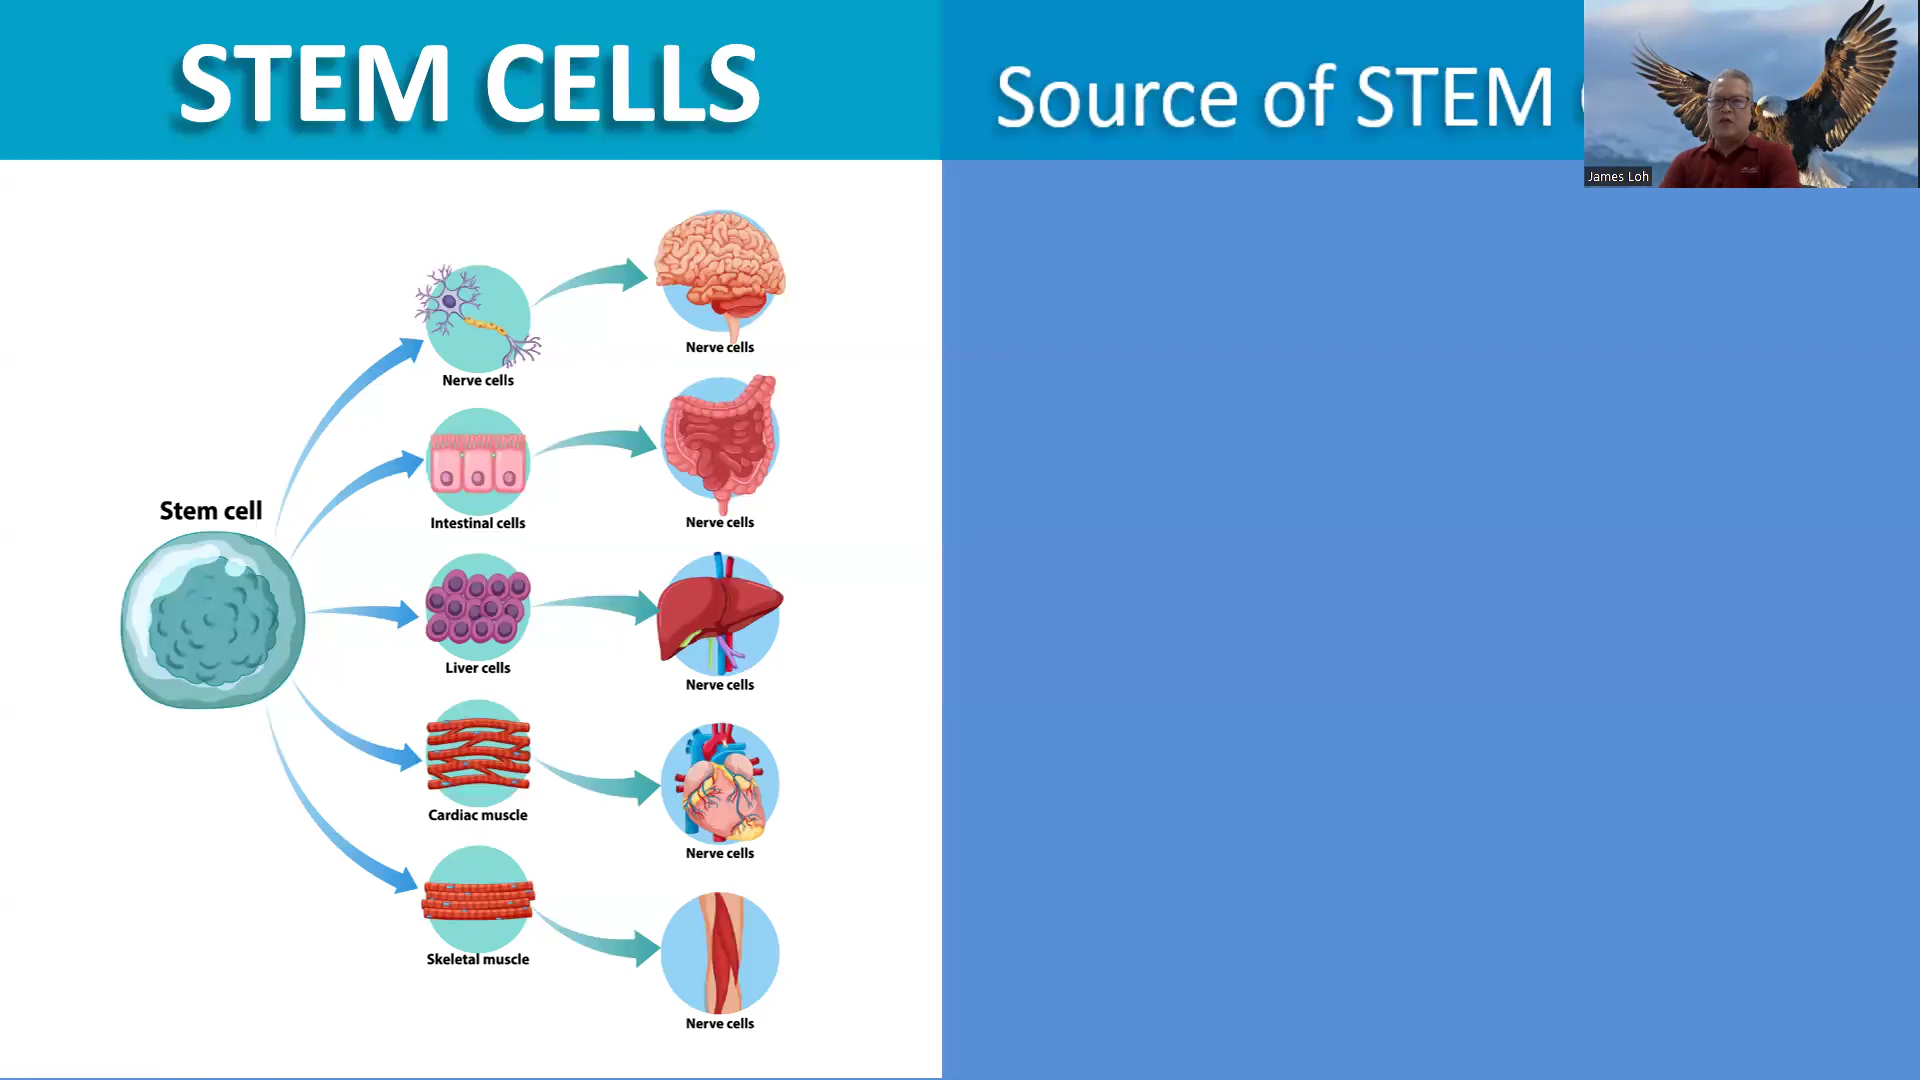 STEM CELLS
Source of STEM
James Loh
Nerve cells
Nerve cells
Intestinal cells
Nerve cells
Stem cell
Liver cells
Nerve cells
Cardiac muscle
Nerve cells
Skeletal muscle
Nerve cells